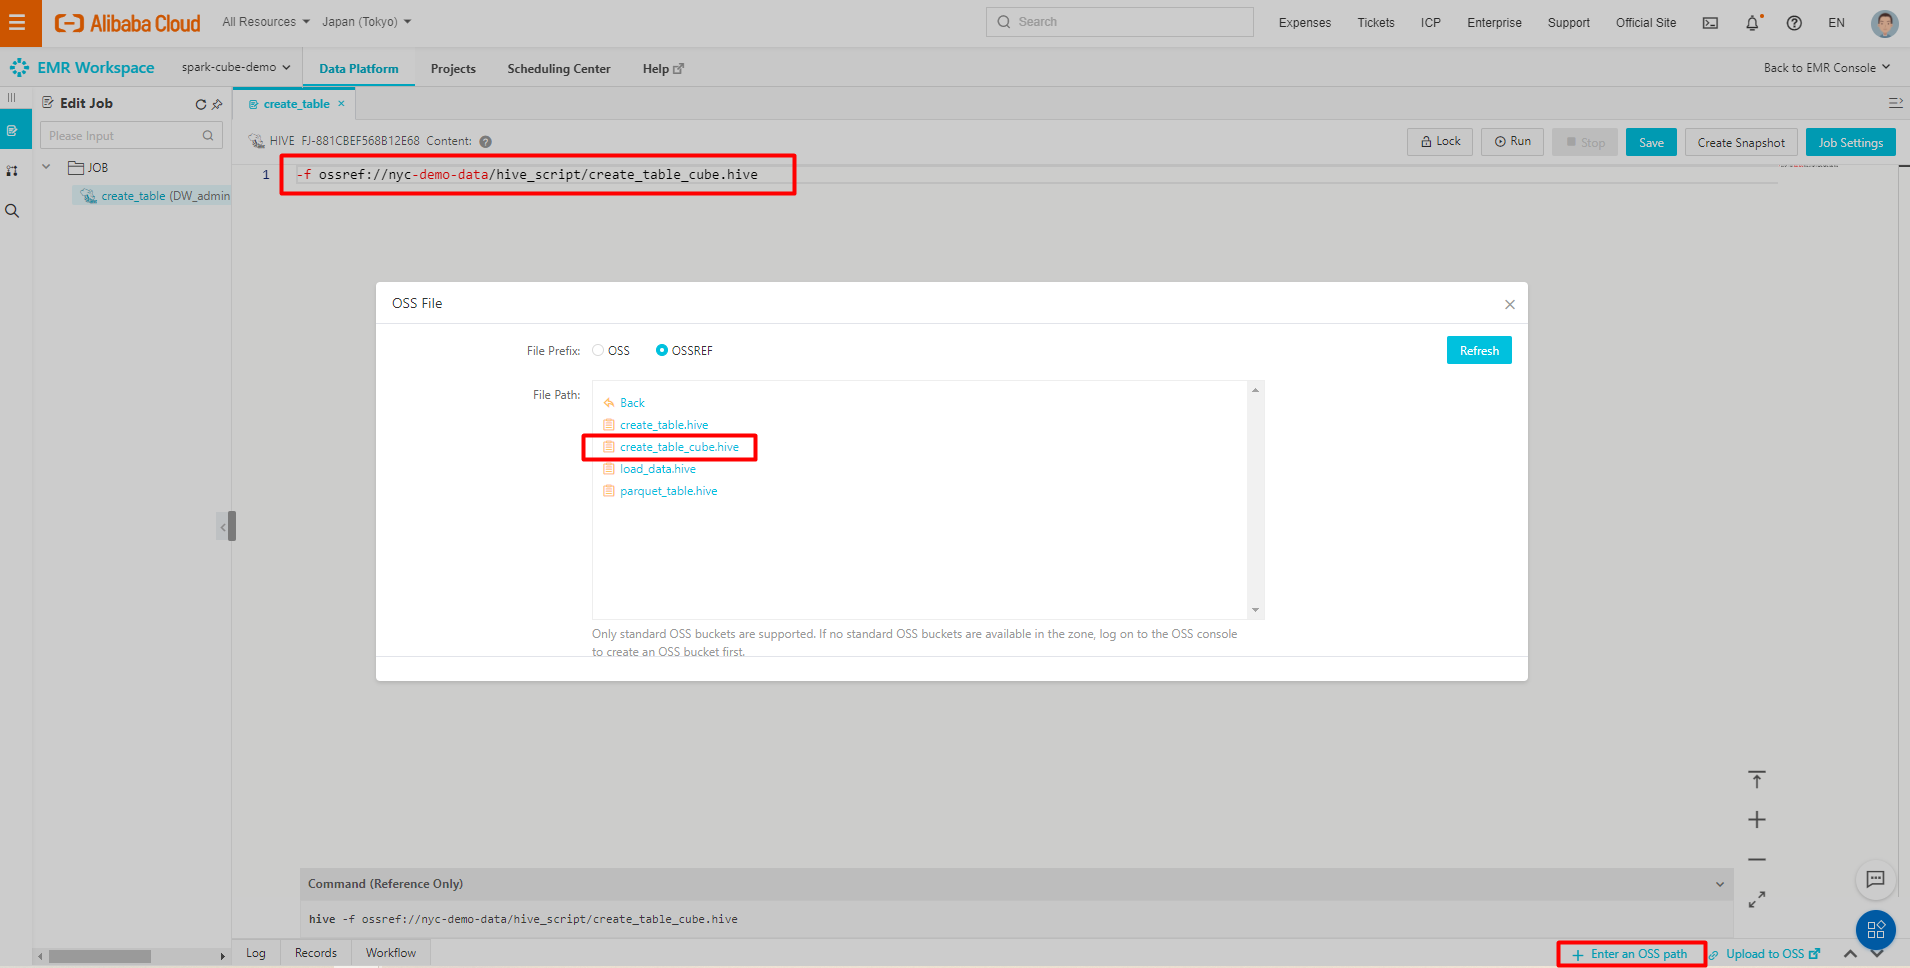 Alibaba Cloud All Resources Japan (Tokyo) Search Expenses Tickets ICP Enterprise Support Official Site EN
EMR Workspace spark-cube-demo Data Platform Projects Scheduling Center Help Back to EMR Console
Edit Job create_table ×
Please Input
HIVE FJ-881CBEF568B12E68 Content: Lock Run Stop Save Create Snapshot Job Settings
JOB
1 -f ossref://nyc-demo-data/hive_script/create_table_cube.hive
create_table (DW_admin
OSS File
File Prefix: OSS OSSREF Refresh
File Path:
Back
create_table.hive
create_table_cube.hive
load_data.hive
parquet_table.hive
Only standard OSS buckets are supported. If no standard OSS buckets are available in the zone, log on to the OSS console
to create an OSS bucket first.
Command (Reference Only)
hive -f ossref://nyc-demo-data/hive_script/create_table_cube.hive
Log Records Workflow Enter an OSS path Upload to OSS